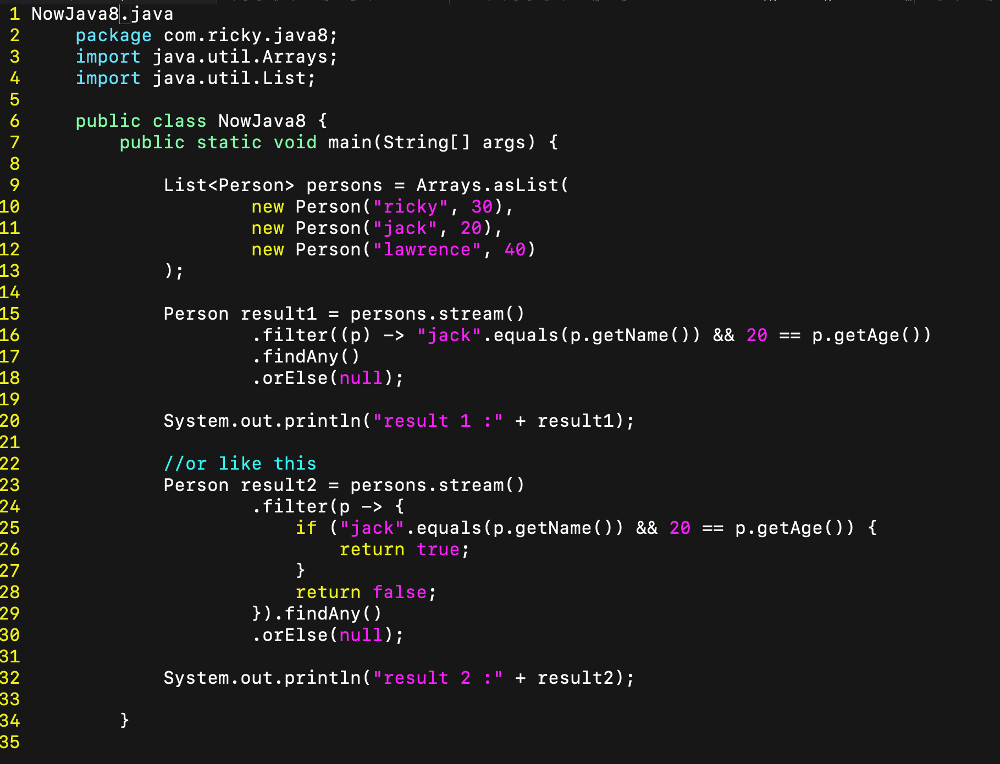 1 NowJava8.java
2     package com.ricky.java8;
3     import java.util.Arrays;
4     import java.util.List;
5
6     public class NowJava8 {
7         public static void main(String[] args) {
8
9             List<Person> persons = Arrays.asList(
10                     new Person("ricky", 30),
11                     new Person("jack", 20),
12                     new Person("lawrence", 40)
13             );
14
15             Person result1 = persons.stream()
16                     .filter((p) -> "jack".equals(p.getName()) && 20 == p.getAge())
17                     .findAny()
18                     .orElse(null);
19
20             System.out.println("result 1 :" + result1);
21
22             //or like this
23             Person result2 = persons.stream()
24                     .filter(p -> {
25                         if ("jack".equals(p.getName()) && 20 == p.getAge()) {
26                             return true;
27                         }
28                         return false;
29                     }).findAny()
30                     .orElse(null);
31
32             System.out.println("result 2 :" + result2);
33
34         }
35